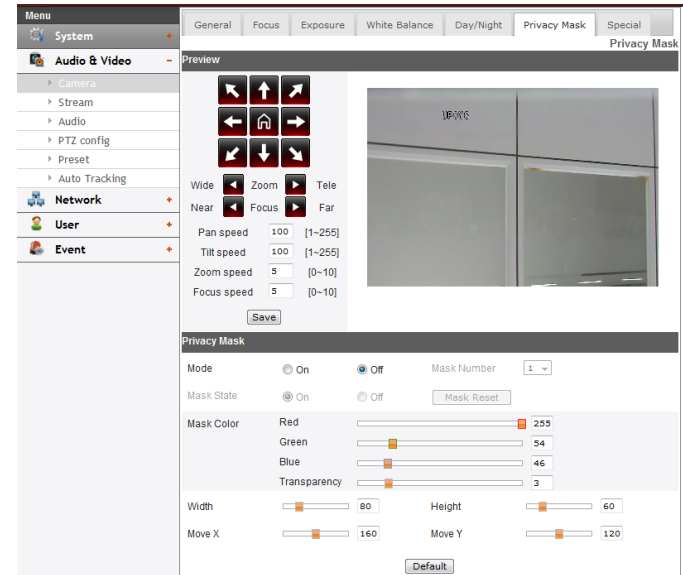 Menu
System +
Audio & Video -
Camera
Stream
Audio
PTZ config
Preset
Auto Tracking
Network +
User +
Event +
General Focus Exposure White Balance Day/Night Privacy Mask Special
Privacy Mask
Preview
Wide Zoom Tele
Near Focus Far
Pan speed 100 [1~255]
Tilt speed 100 [1~255]
Zoom speed 5 [0~10]
Focus speed 5 [0~10]
Save
Privacy Mask
Mode On Off Mask Number 1
Mask State On Off Mask Reset
Mask Color Red 255
Green 54
Blue 46
Transparency 3
Width 80 Height 60
Move X 160 Move Y 120
Default